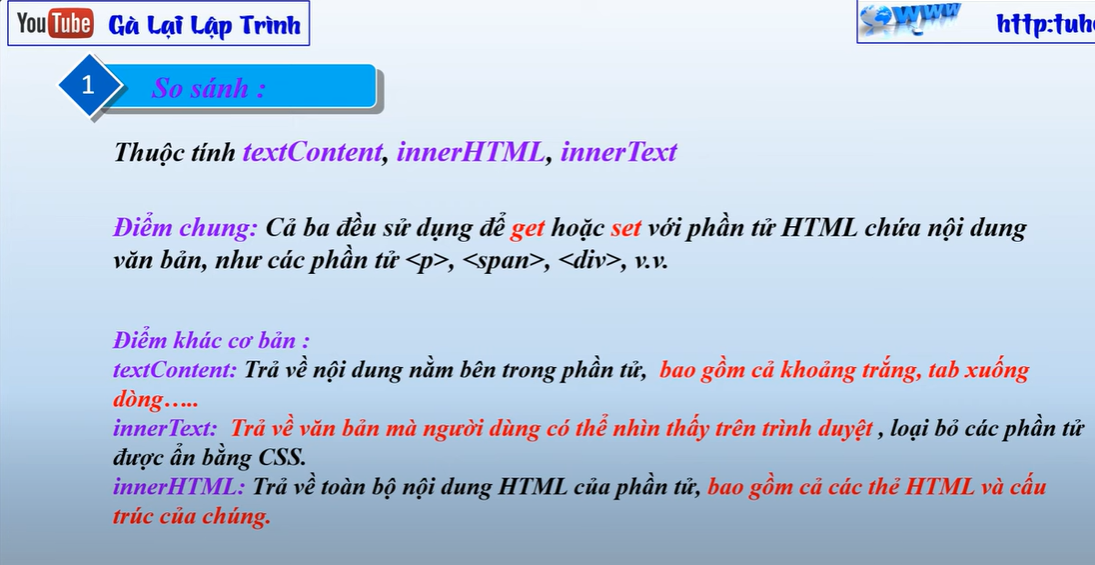 YouTube Gà Lại Lập Trình
www http:tuh
1 So sánh :
Thuộc tính textContent, innerHTML, innerText
Điểm chung: Cả ba đều sử dụng để get hoặc set với phần tử HTML chứa nội dung
văn bản, như các phần tử <p>, <span>, <div>, v.v.
Điểm khác cơ bản :
textContent: Trả về nội dung nằm bên trong phần tử, bao gồm cả khoảng trắng, tab xuống
dòng.....
innerText: Trả về văn bản mà người dùng có thể nhìn thấy trên trình duyệt , loại bỏ các phần tử
được ẩn bằng CSS.
innerHTML: Trả về toàn bộ nội dung HTML của phần tử, bao gồm cả các thẻ HTML và cấu
trúc của chúng.